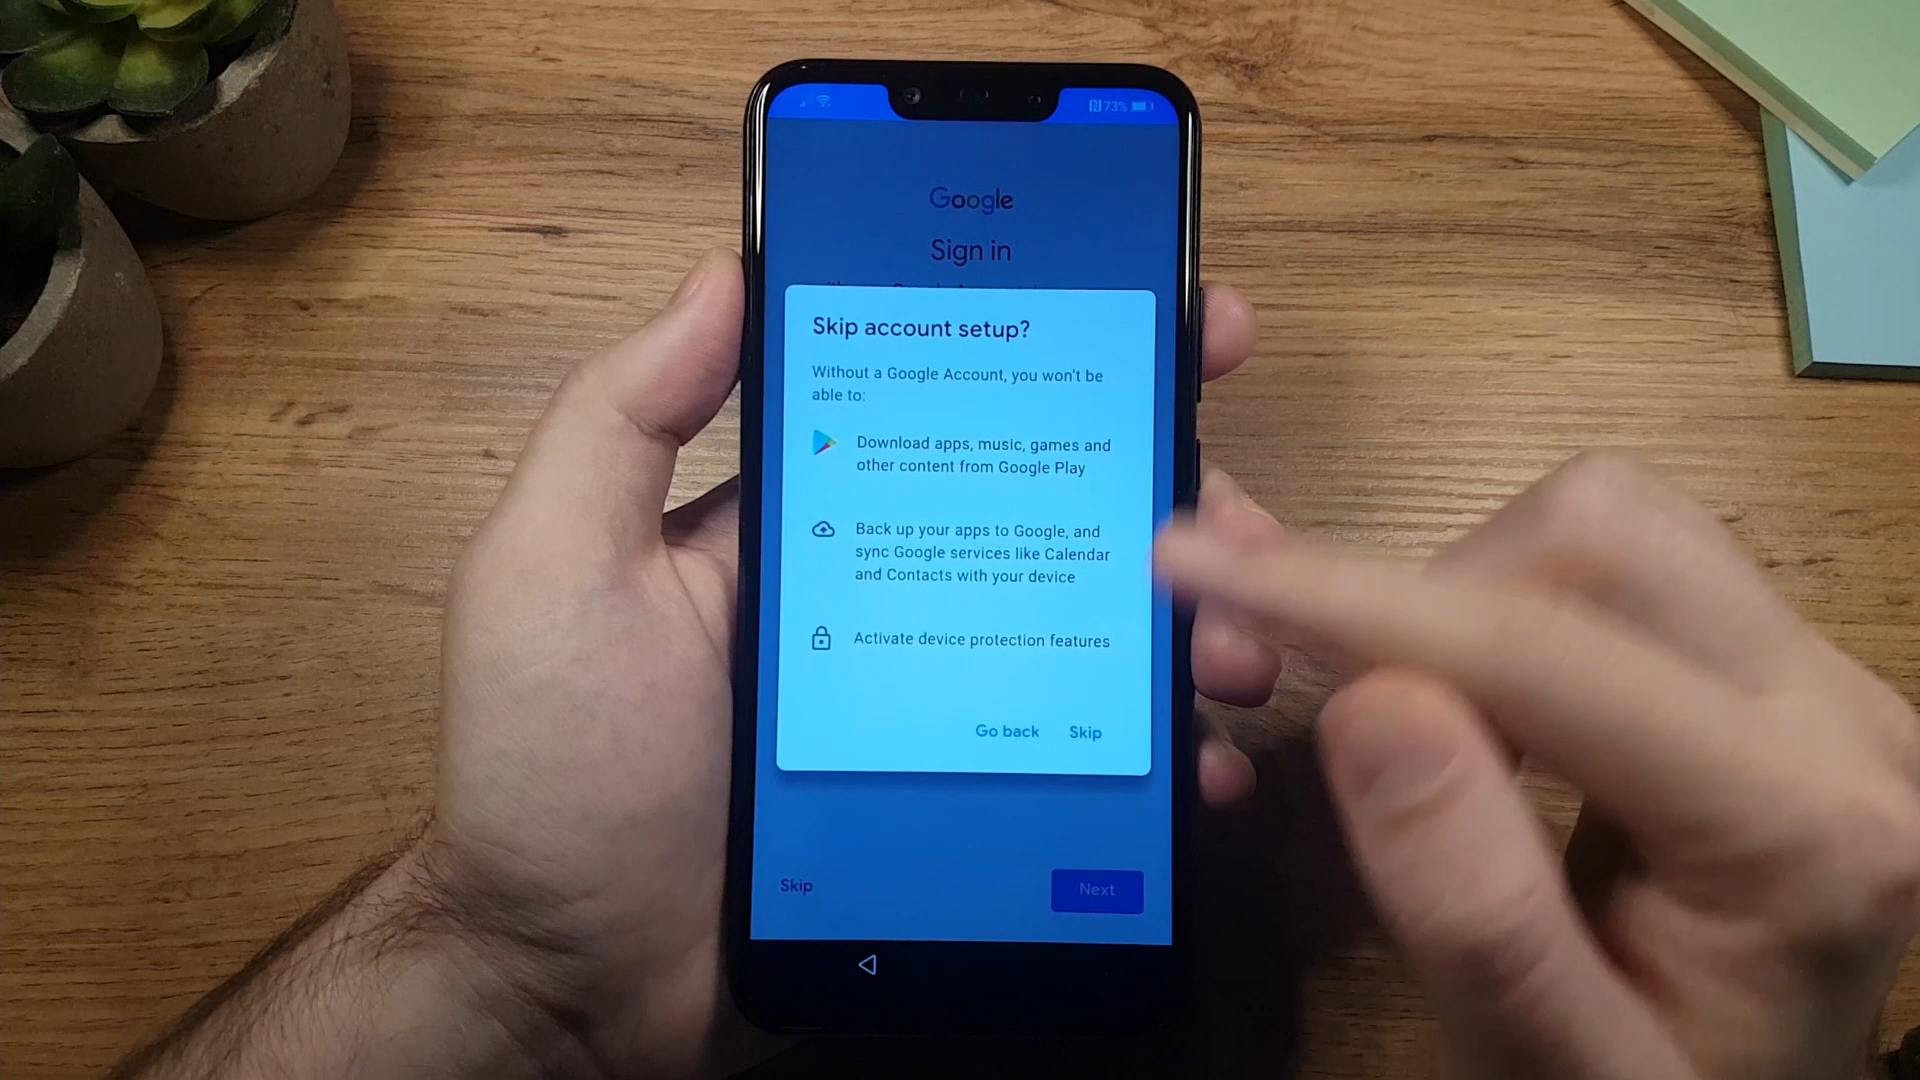 73%
Google
Sign in
Skip account setup?
Without a Google Account, you won't be
able to:
Download apps, music, games and
other content from Google Play
Back up your apps to Google, and
sync Google services like Calendar
and Contacts with your device
Activate device protection features
Go back Skip
Skip Next